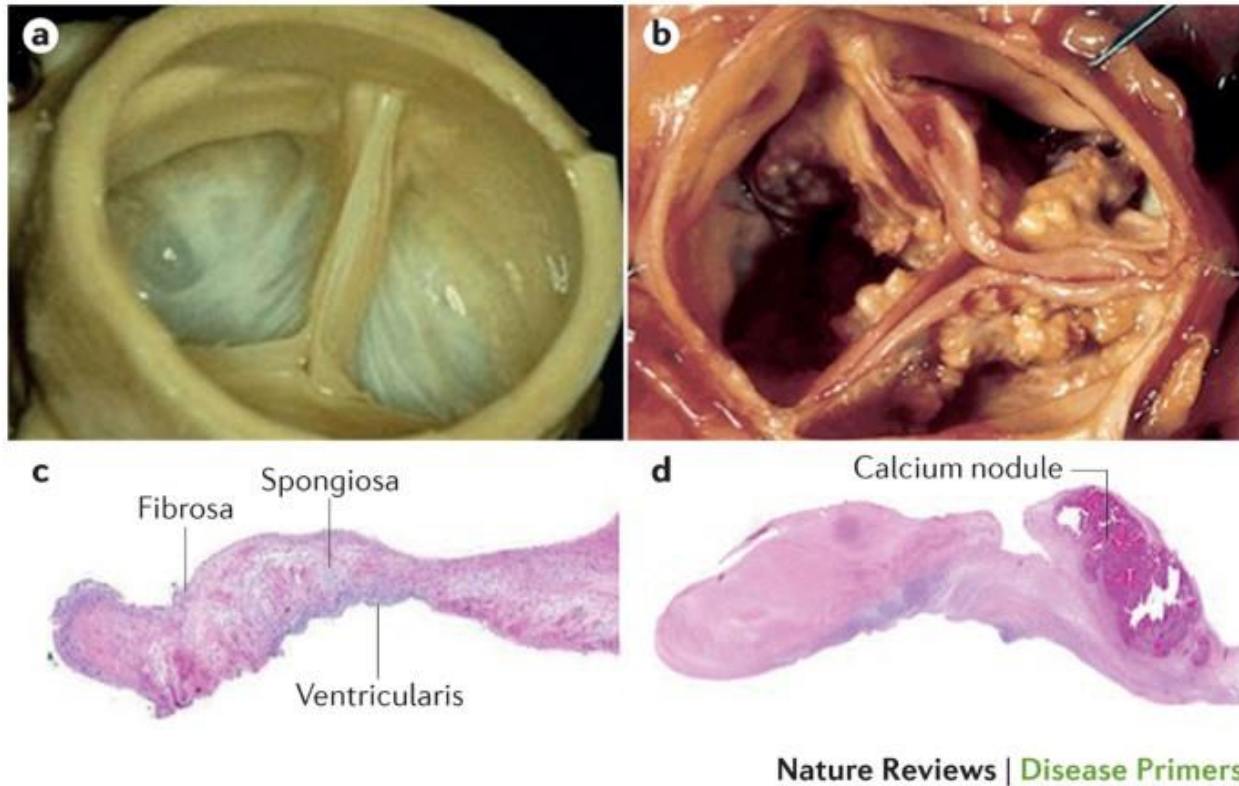 a
b
c
Spongiosa
Fibrosa
Ventricularis
d
Calcium nodule
Nature Reviews | Disease Primers